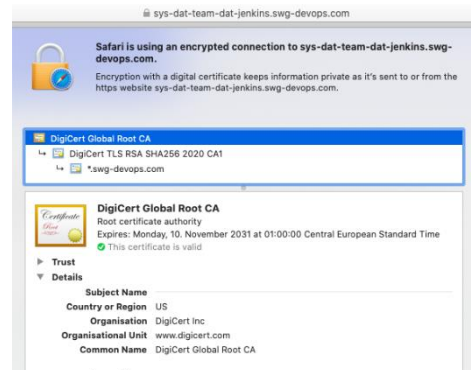 sys-dat-team-dat-jenkins.swg-devops.com
Safari is using an encrypted connection to sys-dat-team-dat-jenkins.swg-
devops.com.
Encryption with a digital certificate keeps information private as it's sent to or from the
https website sys-dat-team-dat-jenkins.swg-devops.com.
DigiCert Global Root CA
DigiCert TLS RSA SHA256 2020 CA1
*.swg-devops.com
Certificate
Root
DigiCert Global Root CA
Root certificate authority
Expires: Monday, 10. November 2031 at 01:00:00 Central European Standard Time
This certificate is valid
Trust
Details
Subject Name
Country or Region US
Organisation DigiCert Inc
Organisational Unit www.digicert.com
Common Name DigiCert Global Root CA